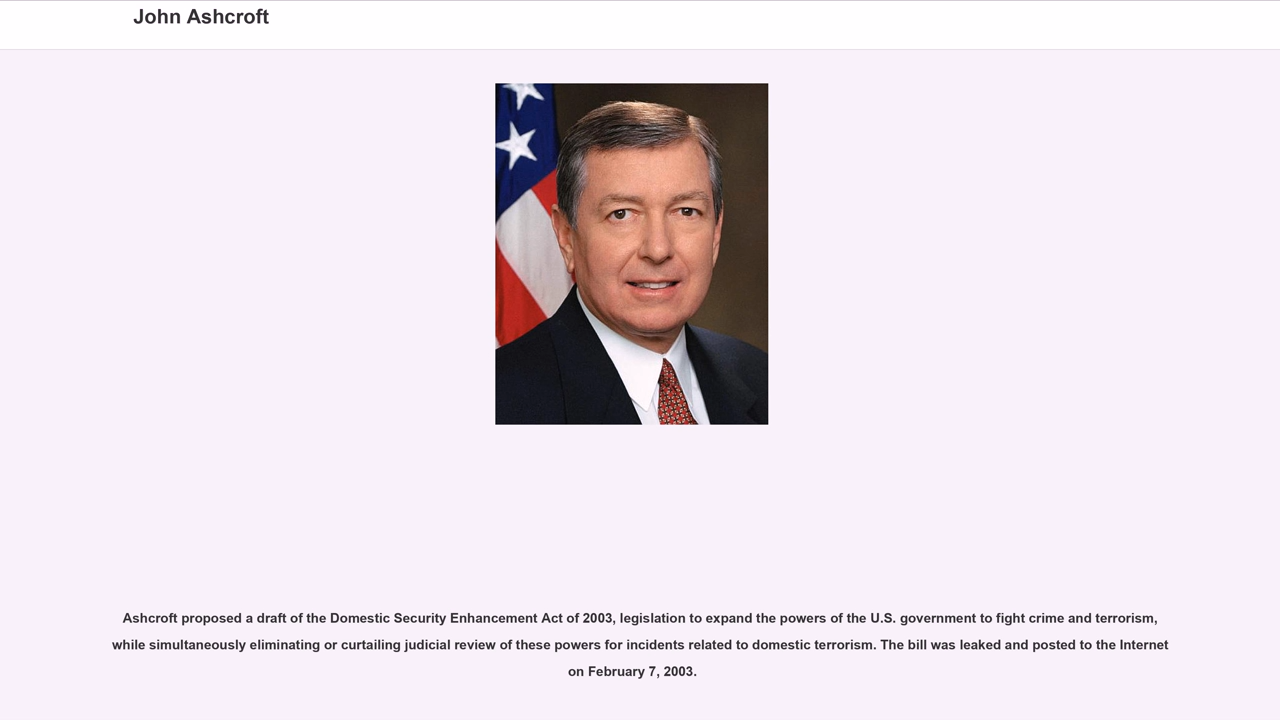 John Ashcroft
Ashcroft proposed a draft of the Domestic Security Enhancement Act of 2003, legislation to expand the powers of the U.S. government to fight crime and terrorism,
while simultaneously eliminating or curtailing judicial review of these powers for incidents related to domestic terrorism. The bill was leaked and posted to the Internet
on February 7, 2003.